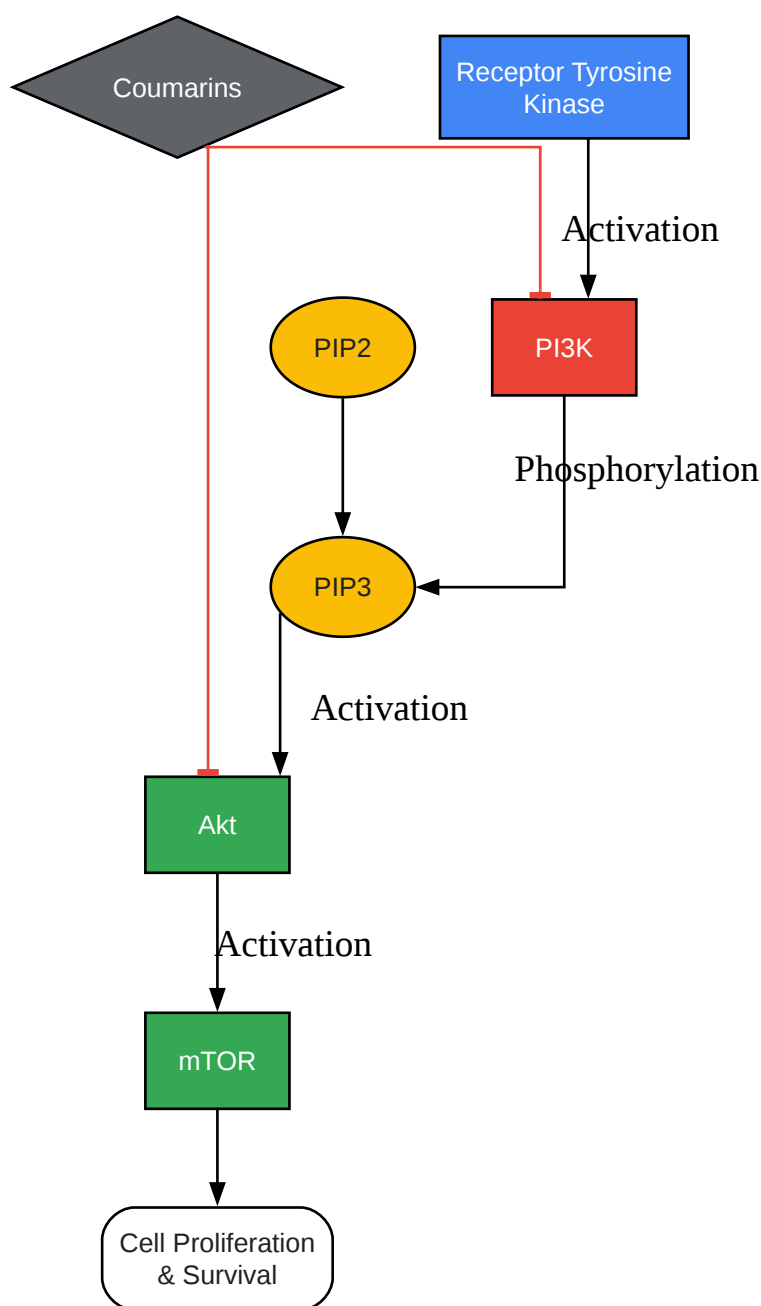 Coumarins
Receptor Tyrosine
Kinase
Activation
PIP2
PI3K
Phosphorylation
PIP3
Activation
Akt
Activation
mTOR
Cell Proliferation
& Survival